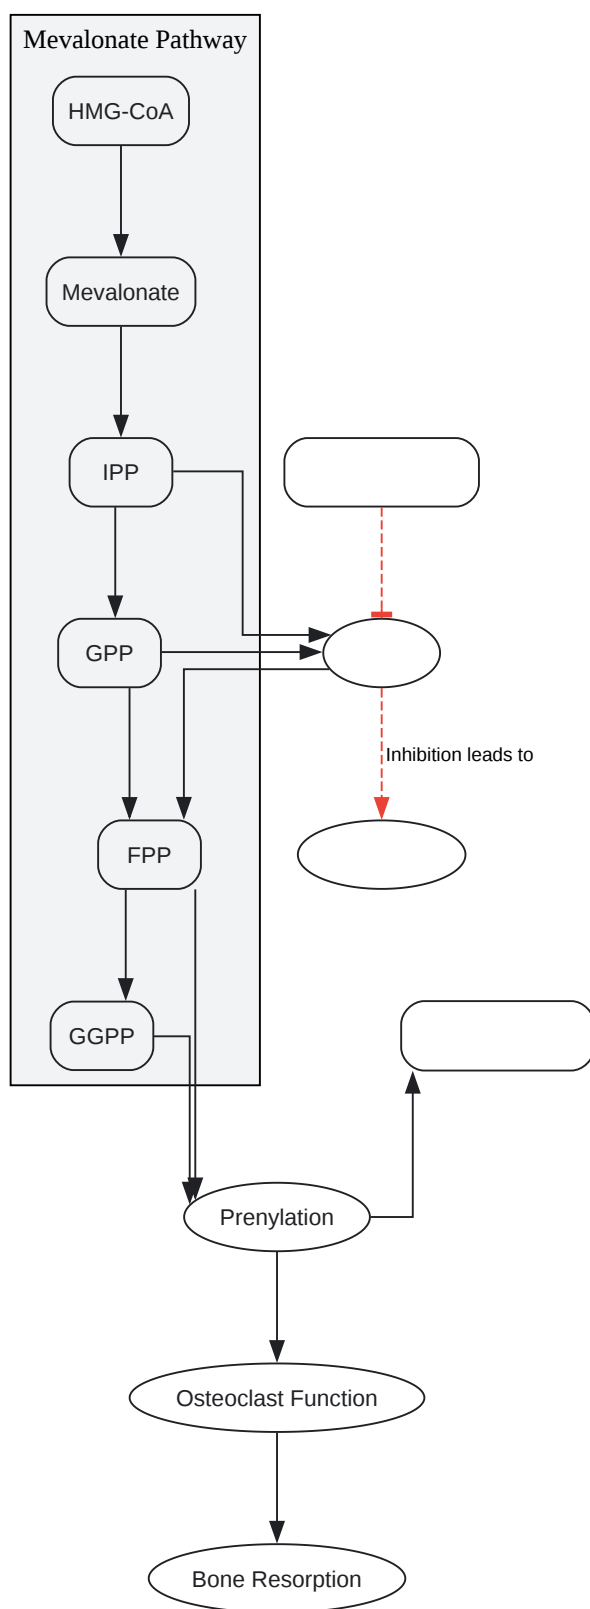 Mevalonate Pathway
HMG-CoA
Mevalonate
IPP
GPP
Inhibition leads to
FPP
GGPP
Prenylation
Osteoclast Function
Bone Resorption